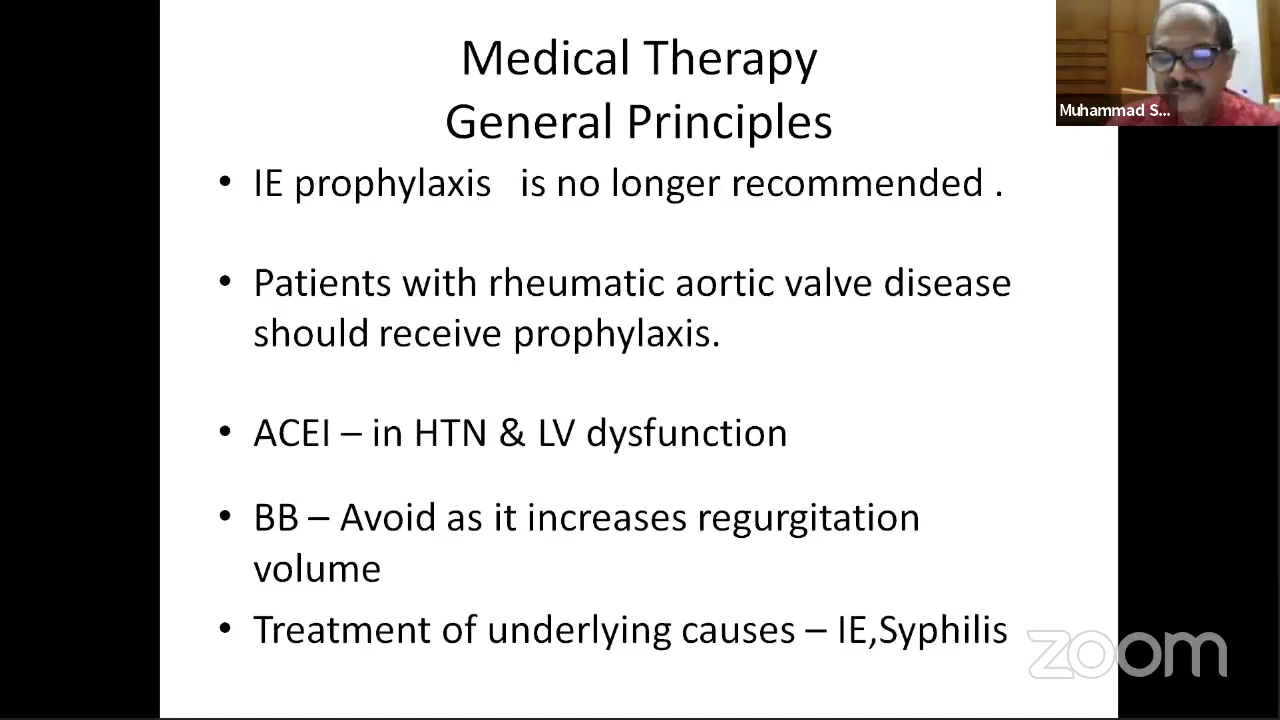 Medical Therapy
General Principles
• IE prophylaxis is no longer recommended .
• Patients with rheumatic aortic valve disease
should receive prophylaxis.
• ACEI – in HTN & LV dysfunction
• BB – Avoid as it increases regurgitation
volume
• Treatment of underlying causes – IE,Syphilis
Muhammad S...
zoom